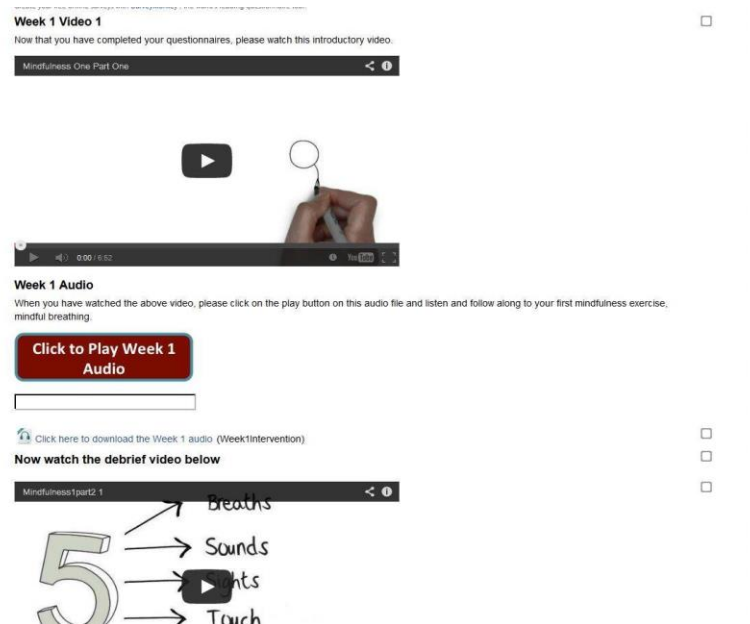 Week 1 Video 1
Now that you have completed your questionnaires, please watch this introductory video.
Mindfulness One Part One
0:00 / 6:52
YouTube
Week 1 Audio
When you have watched the above video, please click on the play button on this audio file and listen and follow along to your first mindfulness exercise,
mindful breathing.
Click to Play Week 1
Audio
Click here to download the Week 1 audio (Week1Intervention)
Now watch the debrief video below
Mindfulness1part2 1
Breaths
5
Sounds
Sights
Touch